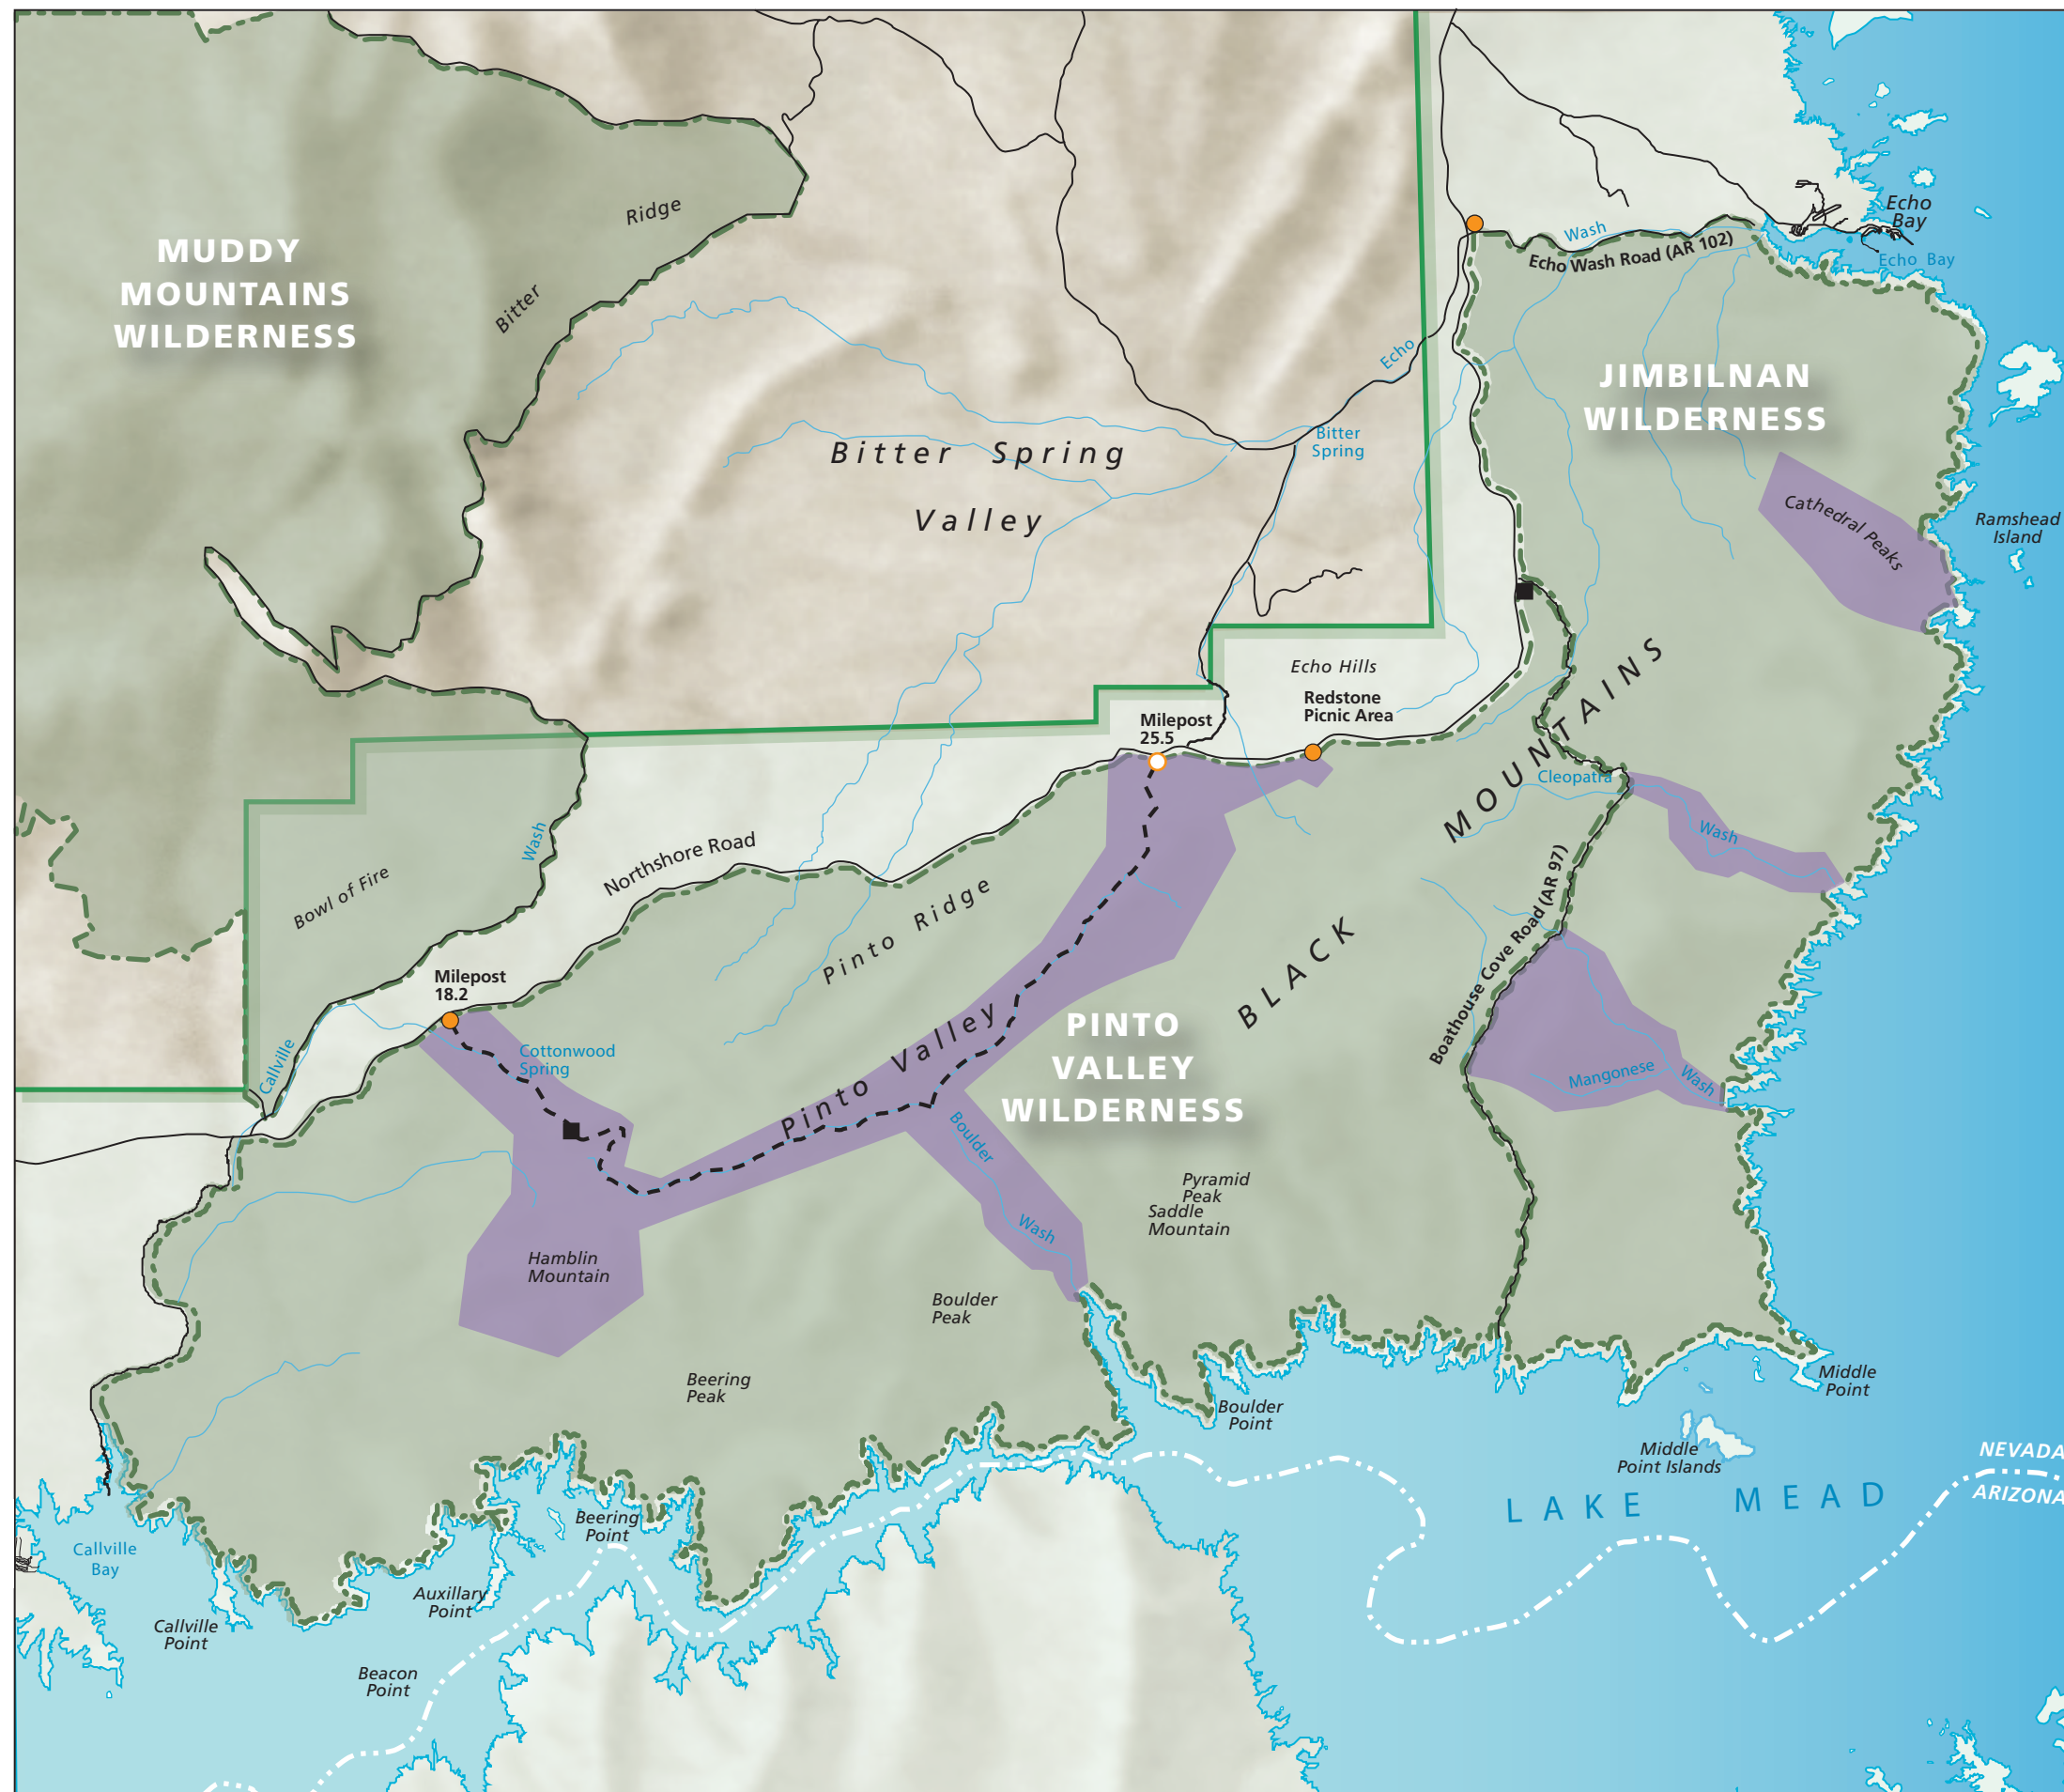 MUDDY
MOUNTAINS
WILDERNESS
Ridge
Bitter
Echo
Bay
Echo Bay
Wash
Echo Wash Road (AR 102)
JIMBILNAN
WILDERNESS
Echo
Bitter
Spring
Bitter Spring
Valley
Cathedral Peaks
Ramshead
Island
Echo Hills
Redstone
Picnic Area
Milepost
25.5
BLACK MOUNTAINS
Cleopatra
Wash
Wash
Northshore Road
Bowl of Fire
Pinto Ridge
Boathouse Cove Road (AR 97)
Milepost
18.2
Callville
Cottonwood
Spring
Pinto Valley
PINTO
VALLEY
WILDERNESS
Mangonese
Wash
Boulder
Wash
Pyramid
Peak
Saddle
Mountain
Hamblin
Mountain
Boulder
Peak
Beering
Peak
Boulder
Point
Middle
Point
Middle
Point Islands
NEVADA
ARIZONA
LAKE MEAD
Beering
Point
Callville
Bay
Auxillary
Point
Callville
Point
Beacon
Point